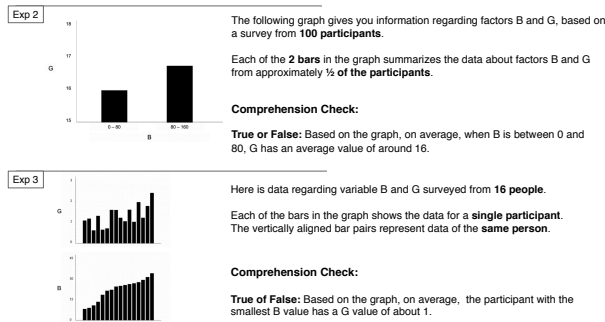 Exp 2
The following graph gives you information regarding factors B and G, based on
a survey from 100 participants.
Each of the 2 bars in the graph summarizes the data about factors B and G
from approximately ½ of the participants.
Comprehension Check:
True or False: Based on the graph, on average, when B is between 0 and
80, G has an average value of around 16.
18
17
G
16
15
0 – 80
80 – 160
B
Exp 3
Here is data regarding variable B and G surveyed from 16 people.
Each of the bars in the graph shows the data for a single participant.
The vertically aligned bar pairs represent data of the same person.
Comprehension Check:
True of False: Based on the graph, on average, the participant with the
smallest B value has a G value of about 1.
G
B